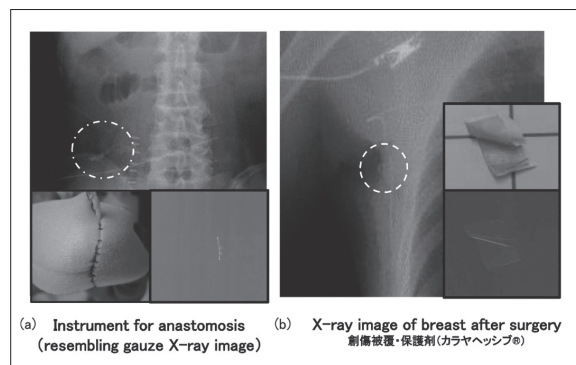 (a) Instrument for anastomosis
(resembling gauze X-ray image)
(b) X-ray image of breast after surgery
創傷被覆・保護剤(カラヤヘッシブ®)